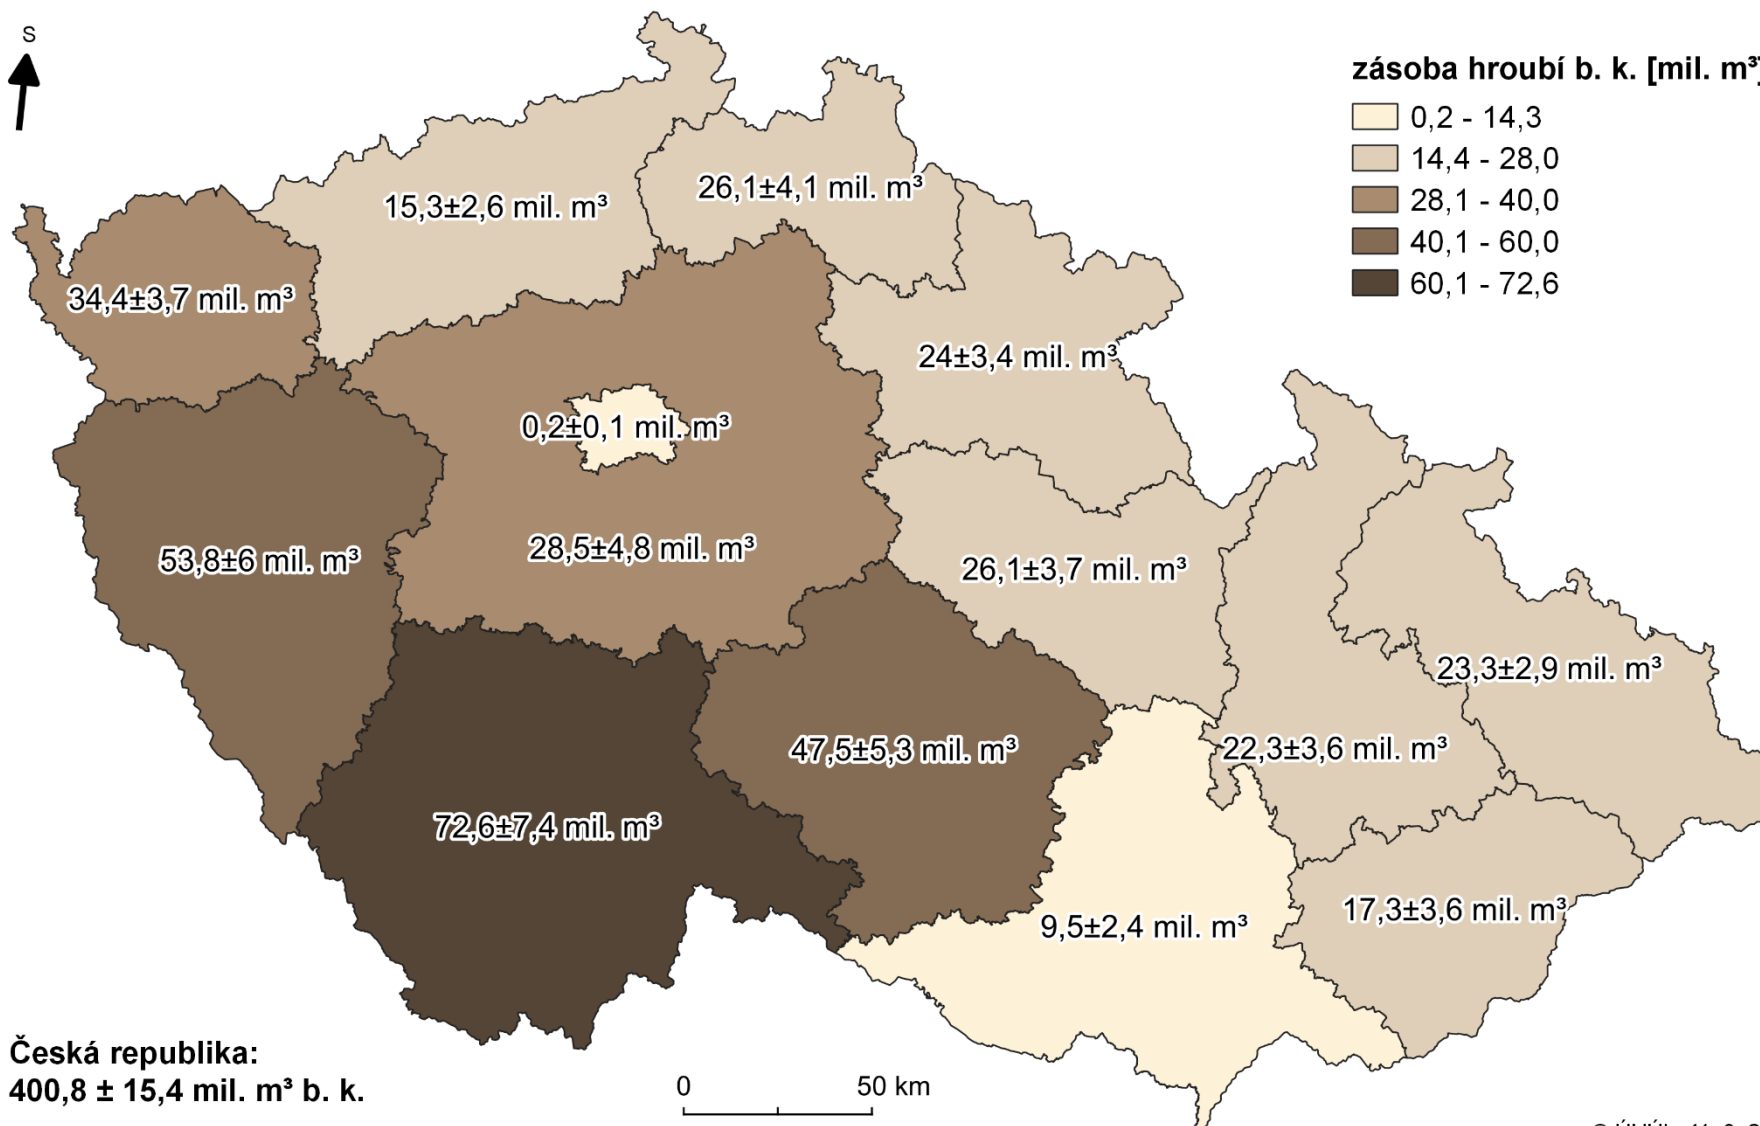 S
zásoba hroubí b. k. [mil. m³]
0,2 - 14,3
14,4 - 28,0
28,1 - 40,0
40,1 - 60,0
60,1 - 72,6
26,1±4,1 mil. m³
15,3±2,6 mil. m³
34,4±3,7 mil. m³
24±3,4 mil. m³
0,2±0,1 mil. m³
28,5±4,8 mil. m³
53,8±6 mil. m³
26,1±3,7 mil. m³
23,3±2,9 mil. m³
47,5±5,3 mil. m³
22,3±3,6 mil. m³
72,6±7,4 mil. m³
17,3±3,6 mil. m³
9,5±2,4 mil. m³
Česká republika:
400,8 ± 15,4 mil. m³ b. k.
0 50 km